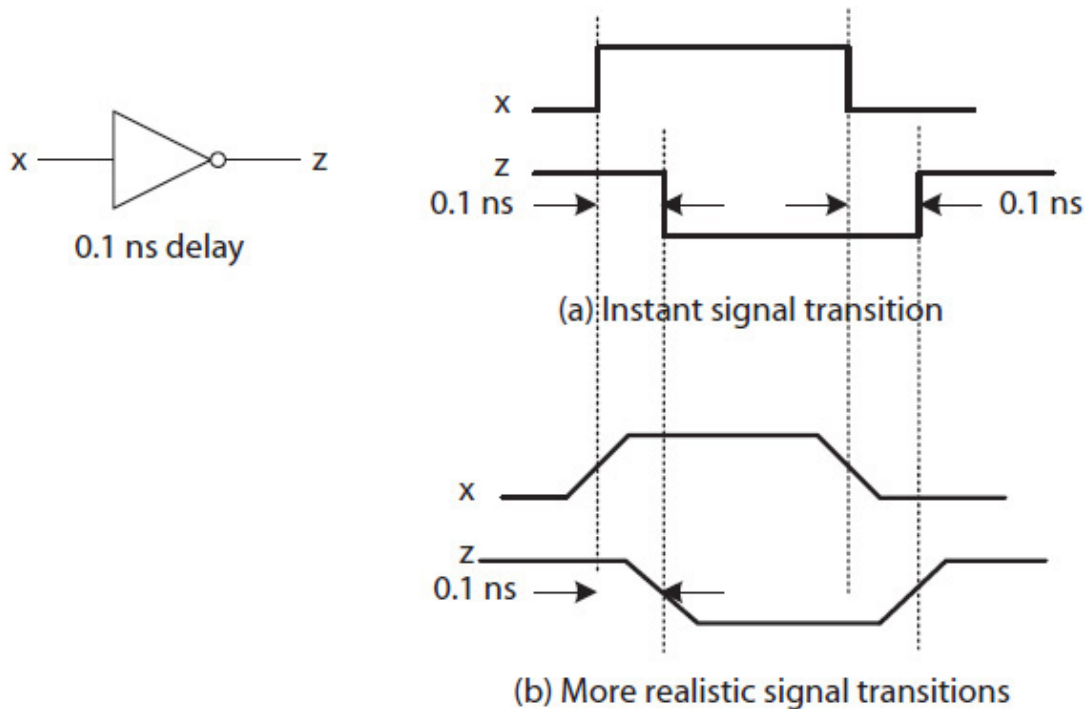 x
z
0.1 ns delay
x
z
0.1 ns
0.1 ns
(a) Instant signal transition
x
z
0.1 ns
(b) More realistic signal transitions